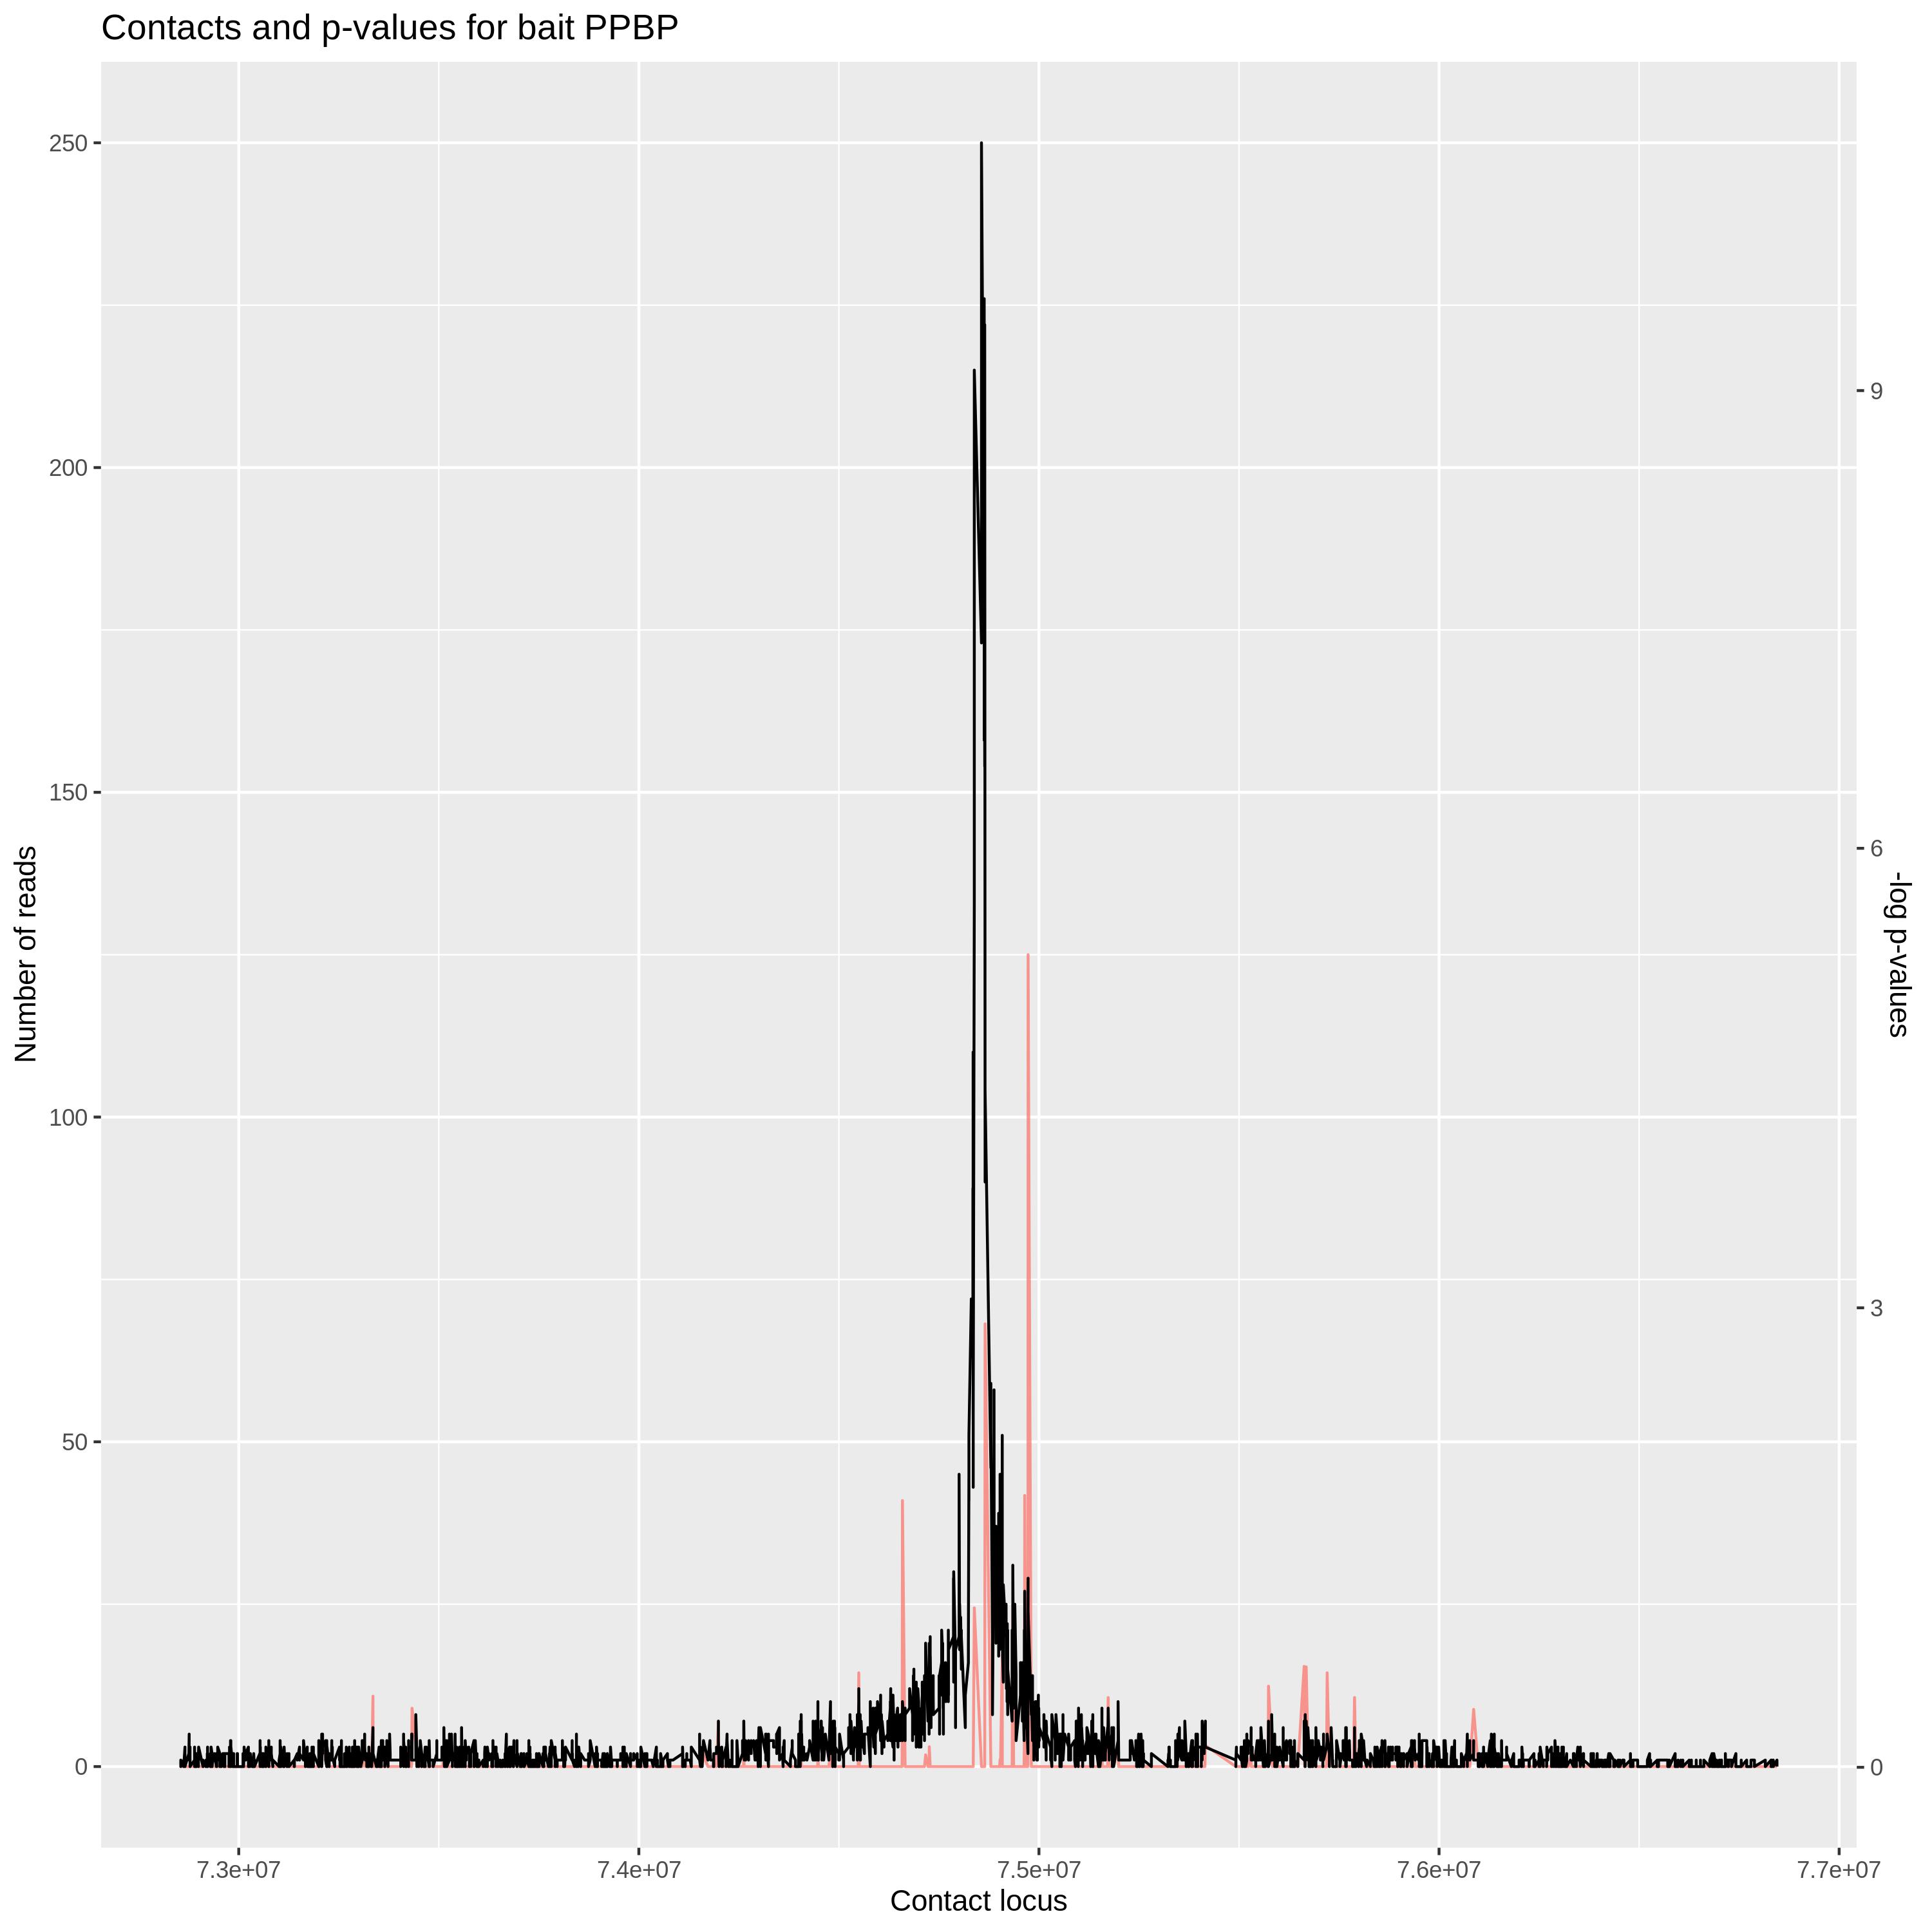 Contacts and p-values for bait PPBP
250
200
150
100
50
0
Number of reads
9
6
3
0
-log p-values
7.3e+07
7.4e+07
7.5e+07
7.6e+07
7.7e+07
Contact locus